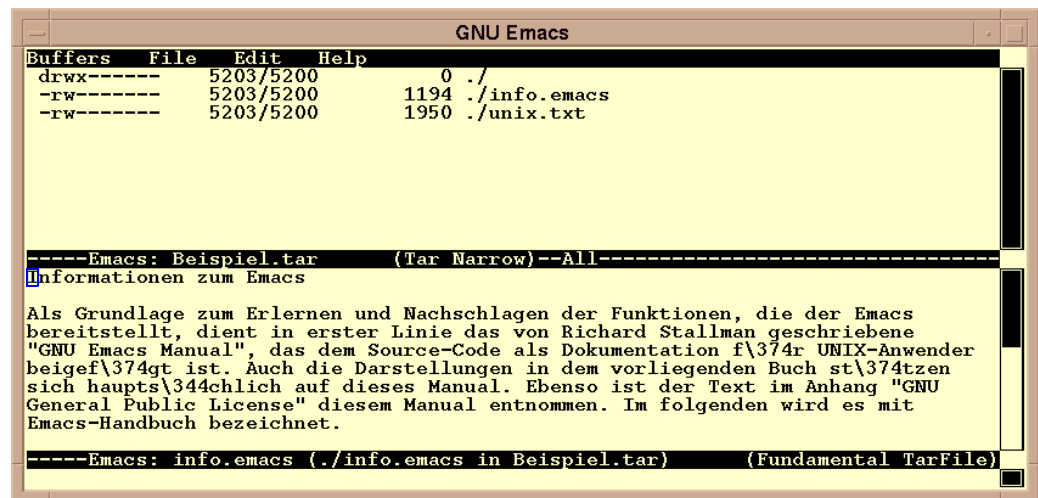 GNU Emacs
Buffers File Edit Help
drwx------ 5203/5200 0 ./
-rw------- 5203/5200 1194 ./info.emacs
-rw------- 5203/5200 1950 ./unix.txt
-----Emacs: Beispiel.tar (Tar Narrow)--All---------------------------------
Informationen zum Emacs
Als Grundlage zum Erlernen und Nachschlagen der Funktionen, die der Emacs
bereitstellt, dient in erster Linie das von Richard Stallman geschriebene
"GNU Emacs Manual", das dem Source-Code als Dokumentation f\374r UNIX-Anwender
beigef\374gt ist. Auch die Darstellungen in dem vorliegenden Buch st\374tzen
sich haupts\344chlich auf dieses Manual. Ebenso ist der Text im Anhang "GNU
General Public License" diesem Manual entnommen. Im folgenden wird es mit
Emacs-Handbuch bezeichnet.
-----Emacs: info.emacs (./info.emacs in Beispiel.tar) (Fundamental TarFile)